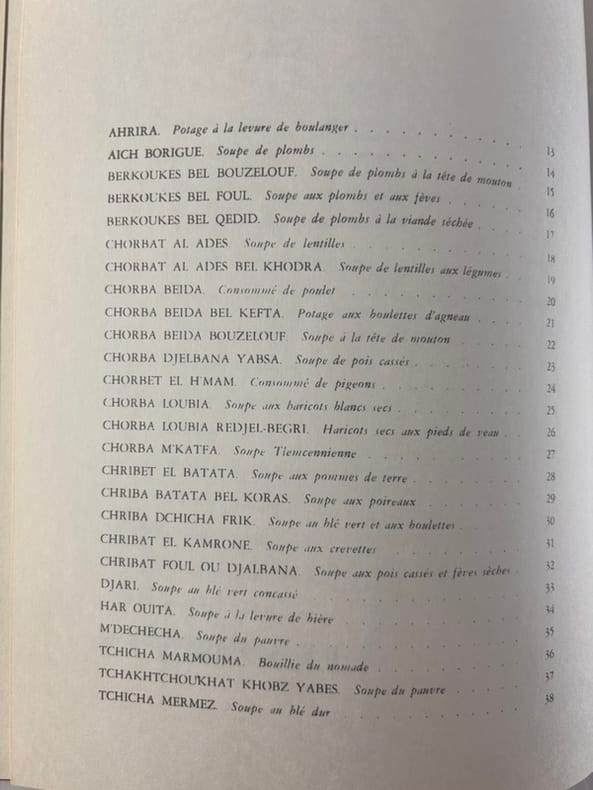 AHRIRA. Potage à la levure de boulanger . . . . . . . . . 13
AICH BORIGUE. Soupe de plombs . . . . . . . . . . 14
BERKOUKES BEL BOUZELOUF. Soupe de plombs à la tête de mouton . 15
BERKOUKES BEL FOUL. Soupe aux plombs et aux fèves . . . . . 16
BERKOUKES BEL QEDID. Soupe de plombs à la viande séchée . . . . 17
CHORBAT AL ADES. Soupe de lentilles . . . . . . . . . 18
CHORBAT AL ADES BEL KHODRA. Soupe de lentilles aux légumes . . . 19
CHORBA BEIDA. Consommé de poulet . . . . . . . . . 20
CHORBA BEIDA BEL KEFTA. Potage aux boulettes d'agneau . . . . 21
CHORBA BEIDA BOUZELOUF. Soupe à la tête de mouton . . . . . 22
CHORBA DJELBANA YABSA. Soupe de pois cassés . . . . . . 23
CHORBET EL H'MAM. Consommé de pigeons . . . . . . . . 24
CHORBA LOUBIA. Soupe aux haricots blancs secs . . . . . . . 25
CHORBA LOUBIA REDJEL-BEGRI. Haricots secs aux pieds de veau . . . 26
CHORBA M'KATFA. Soupe Tlemcennienne . . . . . . . . 27
CHRIBET EL BATATA. Soupe aux pommes de terre . . . . . . 28
CHRIBA BATATA BEL KORAS. Soupe aux poireaux . . . . . . 29
CHRIBA DCHICHA FRIK. Soupe au blé vert et aux boulettes . . . . 30
CHRIBAT EL KAMRONE. Soupe aux crevettes . . . . . . . 31
CHRIBAT FOUL OU DJALBANA. Soupe aux pois cassés et fèves sèches . . 32
DJARI. Soupe au blé vert concassé . . . . . . . . . . 33
HAR OUITA. Soupe à la levure de bière . . . . . . . . . 34
M'DECHECHA. Soupe du pauvre . . . . . . . . . . 35
TCHICHA MARMOUMA. Bouillie du nomade . . . . . . . . 36
TCHAKHTCHOUKHAT KHOBZ YABES. Soupe du pauvre . . . . . 37
TCHICHA MERMEZ. Soupe au blé dur . . . . . . . . . 38